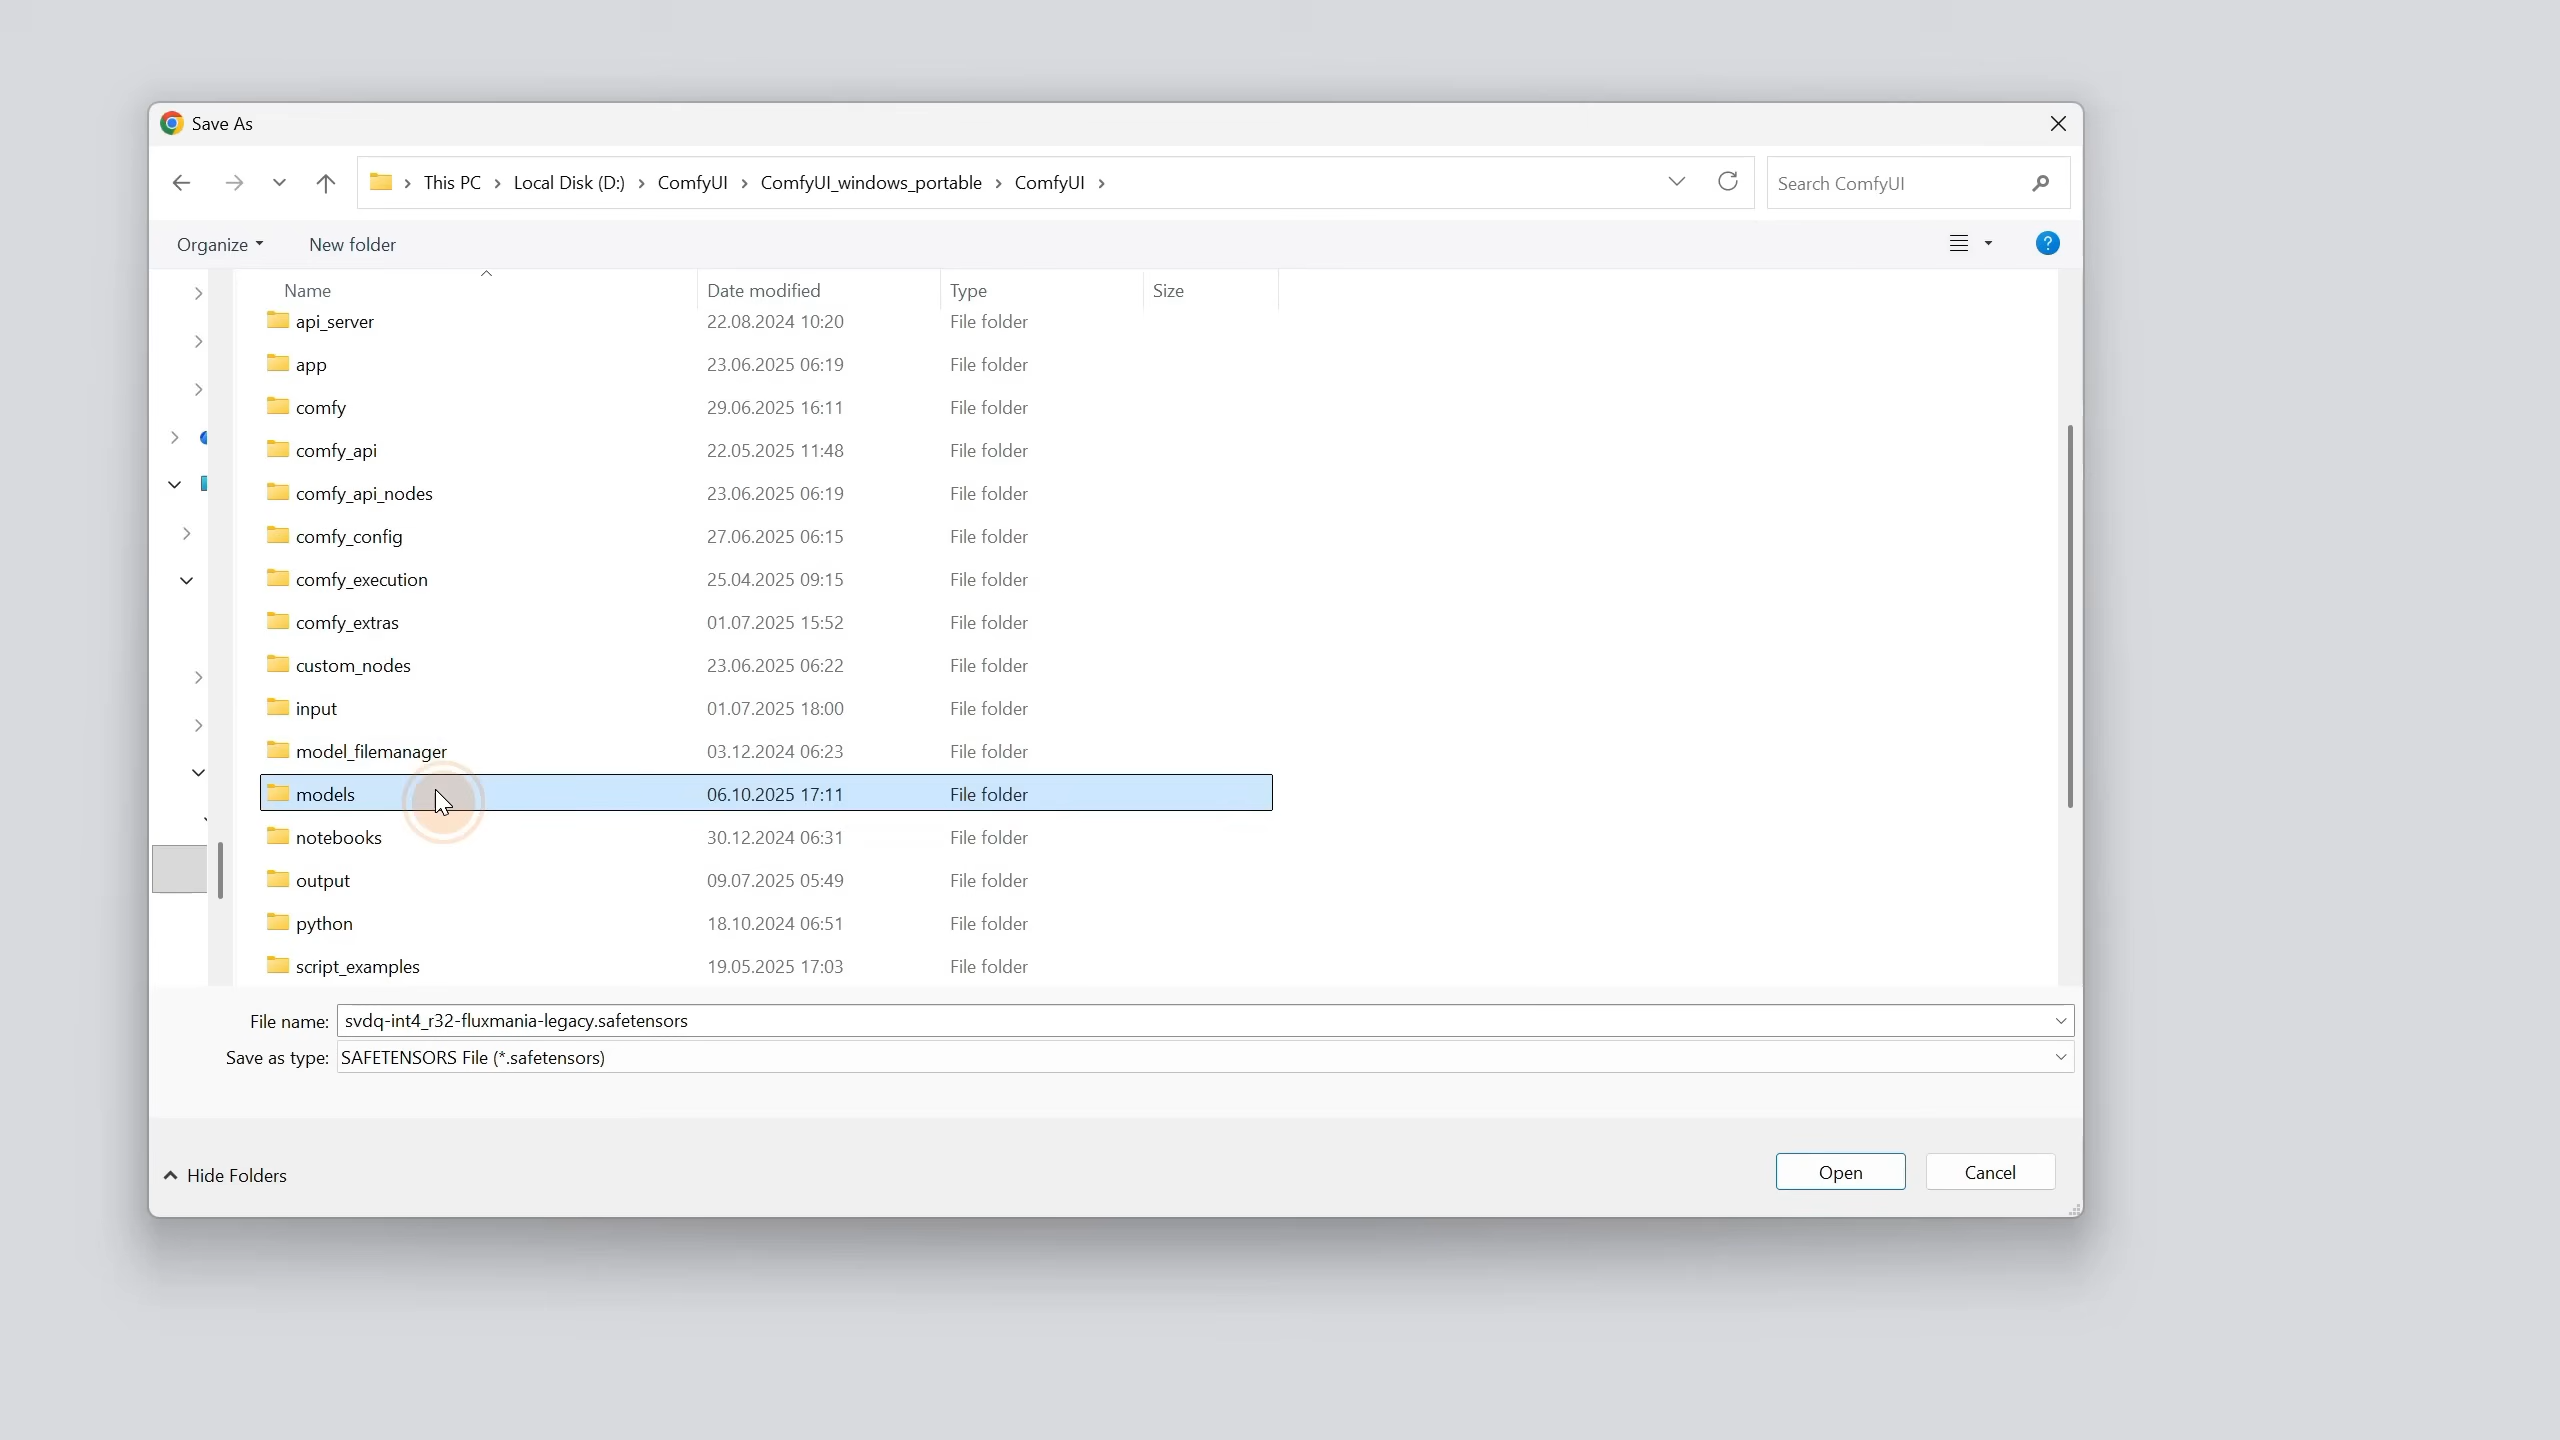 Save As
This PC > Local Disk (D:) > ComfyUI > ComfyUI_windows_portable > ComfyUI >
Search ComfyUI
Organize New folder
Name Date modified Type Size
api_server 22.08.2024 10:20 File folder
app 23.06.2025 06:19 File folder
comfy 29.06.2025 16:11 File folder
comfy_api 22.05.2025 11:48 File folder
comfy_api_nodes 23.06.2025 06:19 File folder
comfy_config 27.06.2025 06:15 File folder
comfy_execution 25.04.2025 09:15 File folder
comfy_extras 01.07.2025 15:52 File folder
custom_nodes 23.06.2025 06:22 File folder
input 01.07.2025 18:00 File folder
model_filemanager 03.12.2024 06:23 File folder
models 06.10.2025 17:11 File folder
notebooks 30.12.2024 06:31 File folder
output 09.07.2025 05:49 File folder
python 18.10.2024 06:51 File folder
script_examples 19.05.2025 17:03 File folder
File name: svdq-int4_r32-fluxmania-legacy.safetensors
Save as type: SAFETENSORS File (*.safetensors)
Hide Folders
Open Cancel